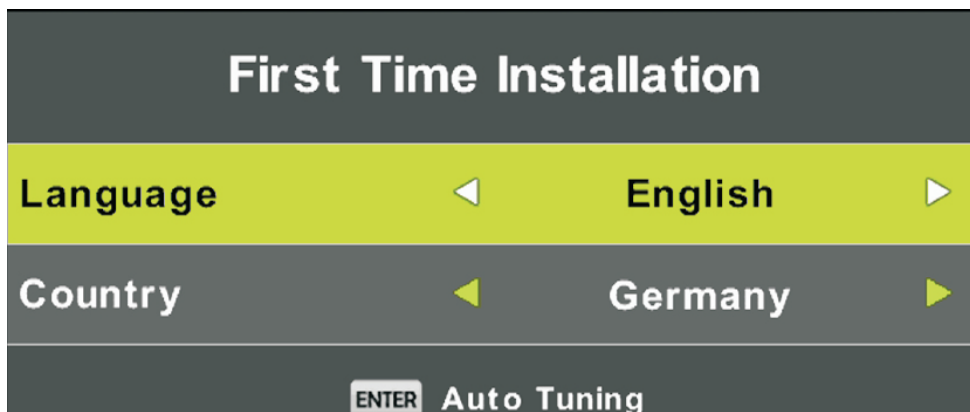 First Time Installation
Language English
Country Germany
ENTER Auto Tuning